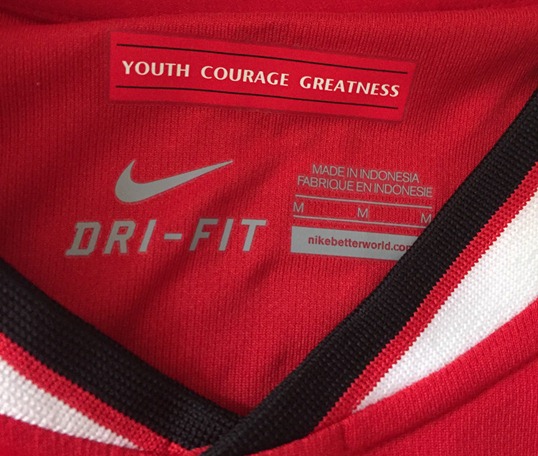 YOUTH COURAGE GREATNESS
DRI-FIT
MADE IN INDONESIA
FABRIQUE EN INDONESIE
M M M
nikebetterworld.com